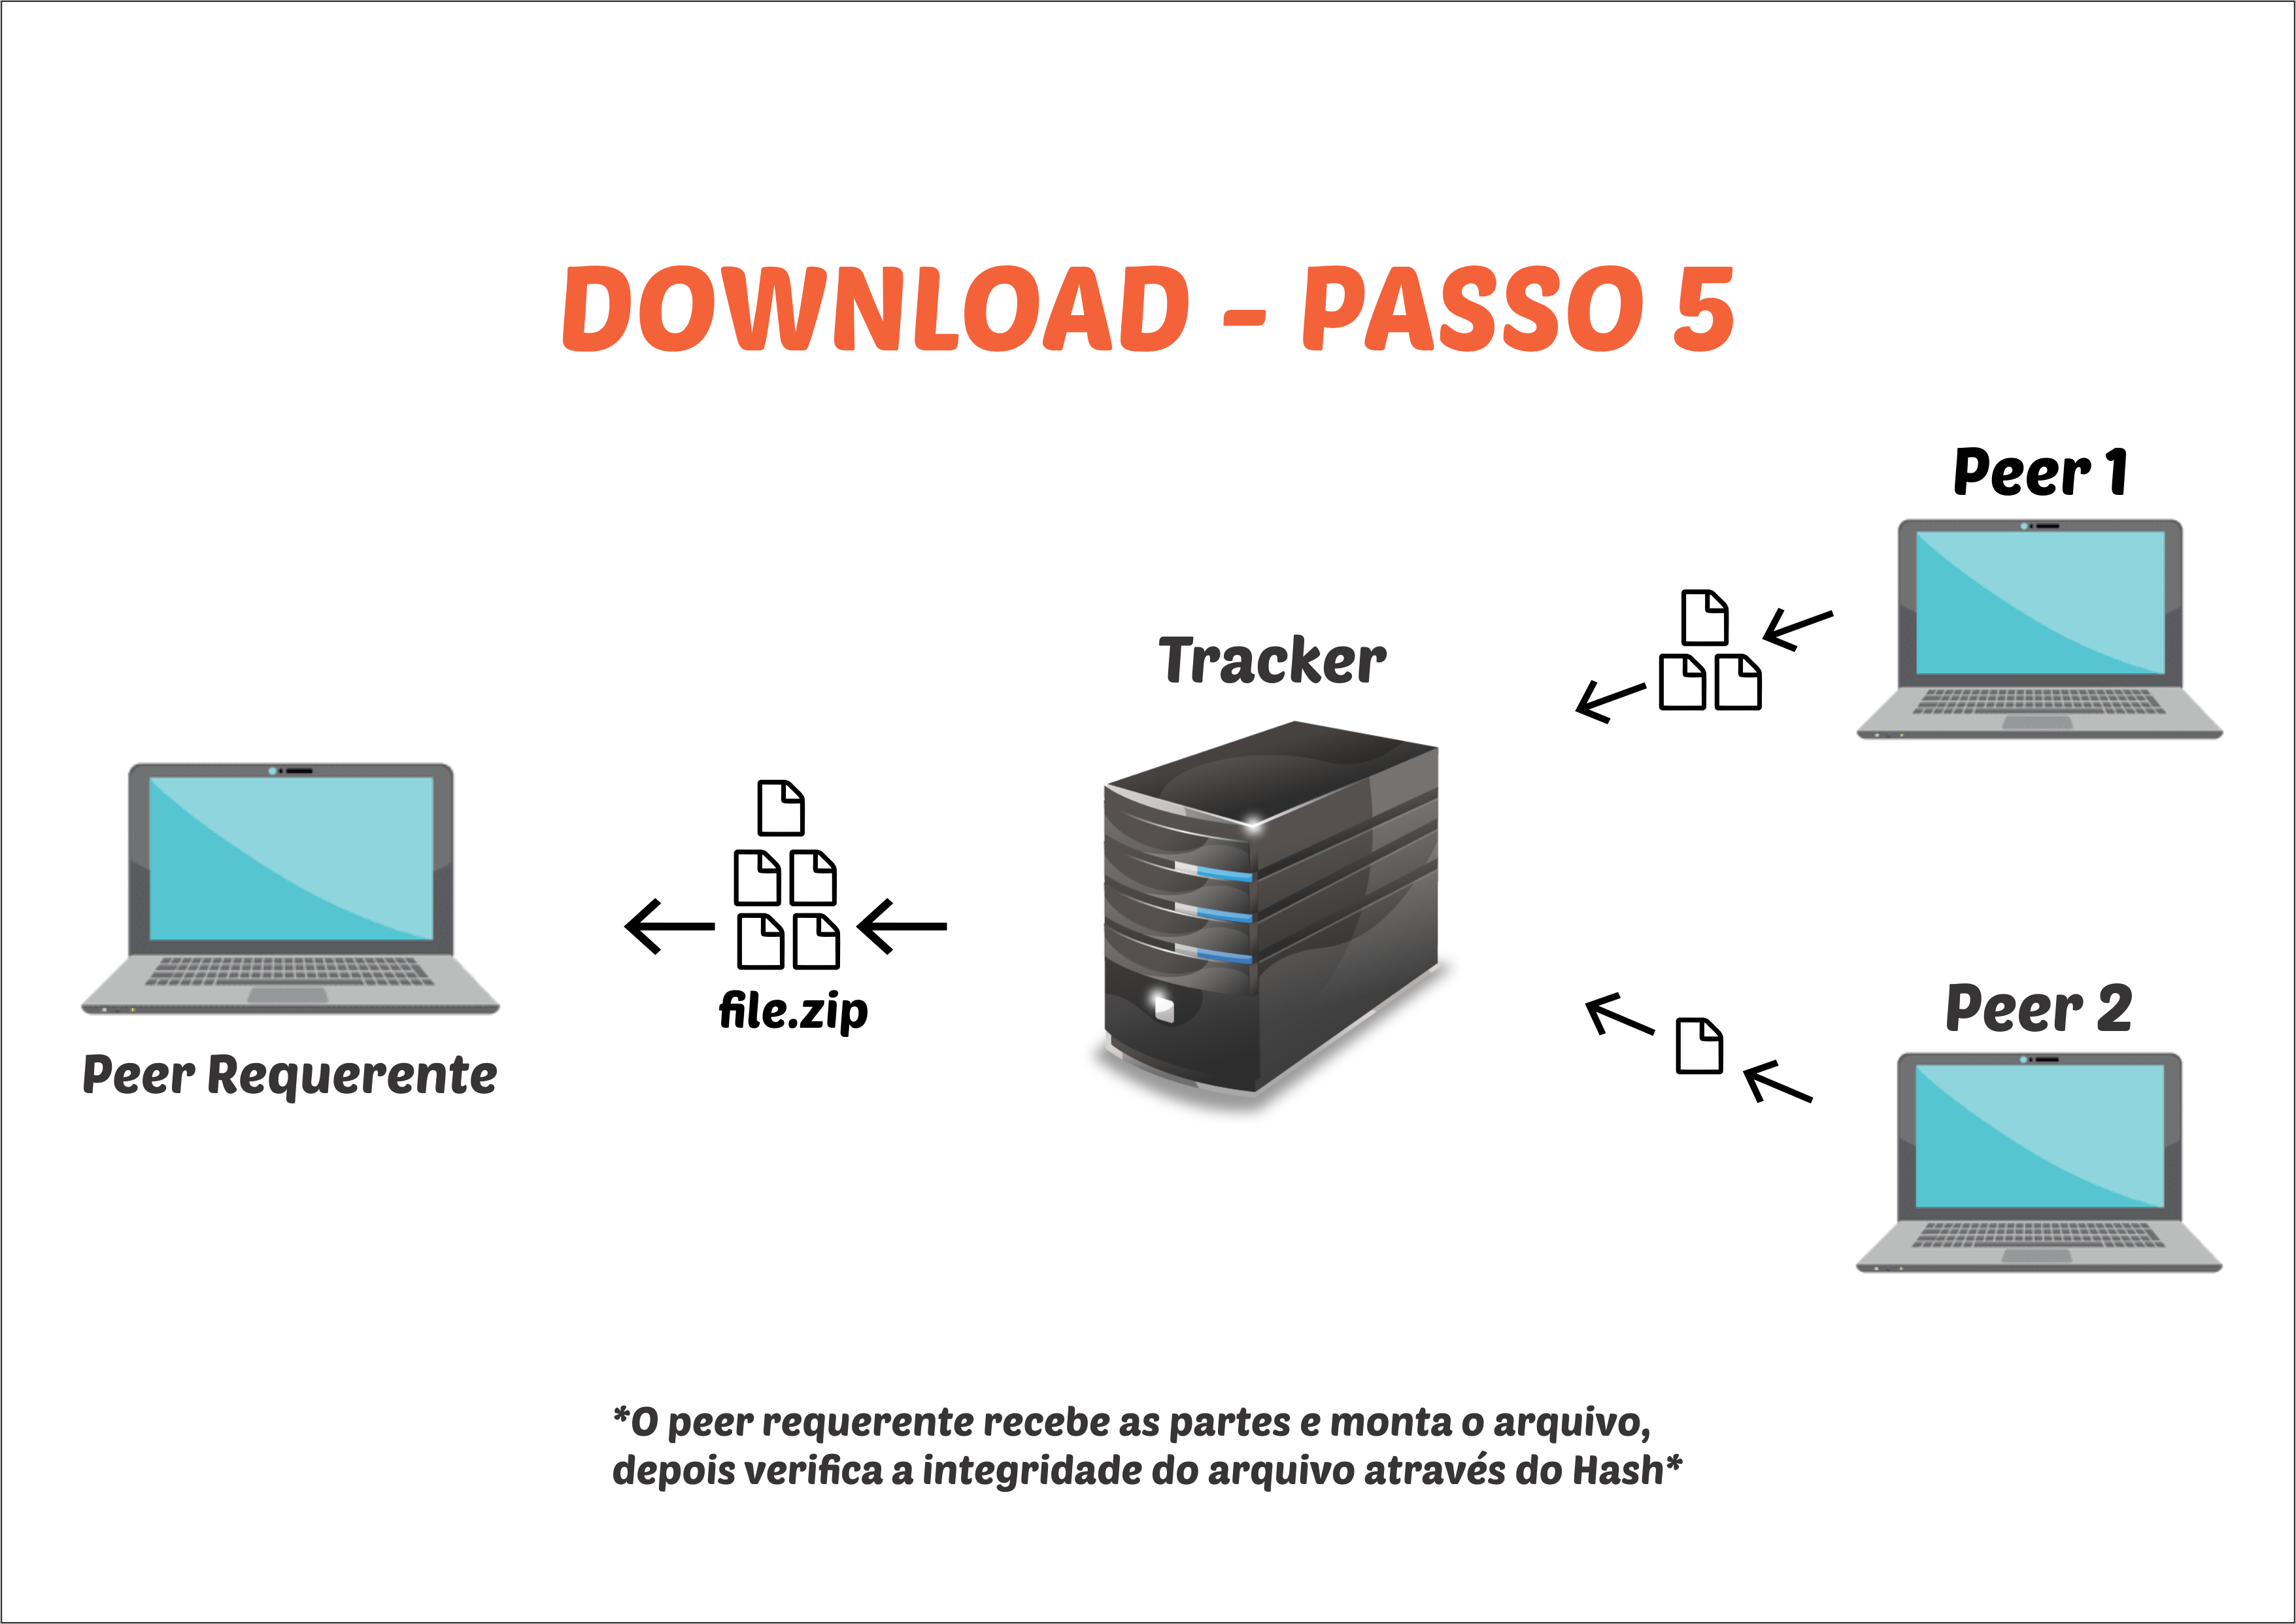 DOWNLOAD - PASSO 5
Peer 1
Tracker
file.zip
Peer Requerente
Peer 2
*O peer requerente recebe as partes e monta o arquivo,
depois verifica a integridade do arquivo através do Hash*